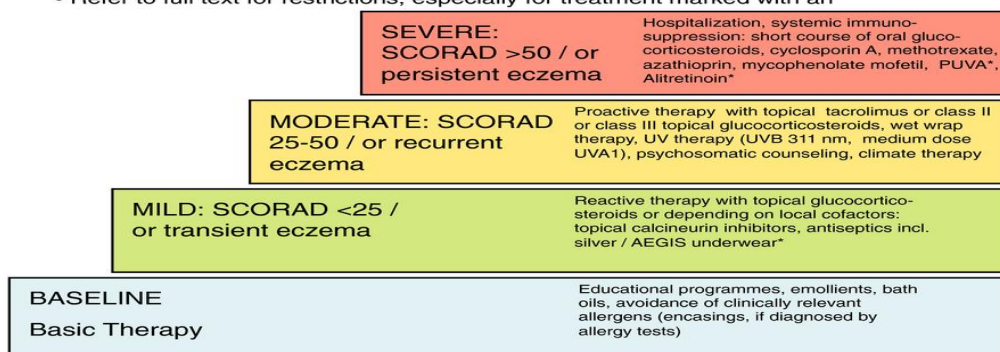 • Refer to full text for restrictions, especially for treatment marked with an
SEVERE:
SCORAD >50 / or
persistent eczema
Hospitalization, systemic immuno-
suppression: short course of oral gluco-
corticosteroids, cyclosporin A, methotrexate,
azathioprin, mycophenolate mofetil, PUVA*,
Alitretinoin*
MODERATE: SCORAD
25-50 / or recurrent
eczema
Proactive therapy with topical tacrolimus or class II
or class III topical glucocorticosteroids, wet wrap
therapy, UV therapy (UVB 311 nm, medium dose
UVA1), psychosomatic counseling, climate therapy
MILD: SCORAD <25 /
or transient eczema
Reactive therapy with topical glucocortico-
steroids or depending on local cofactors:
topical calcineurin inhibitors, antiseptics incl.
silver / AEGIS underwear*
BASELINE
Basic Therapy
Educational programmes, emollients, bath
oils, avoidance of clinically relevant
allergens (encasings, if diagnosed by
allergy tests)